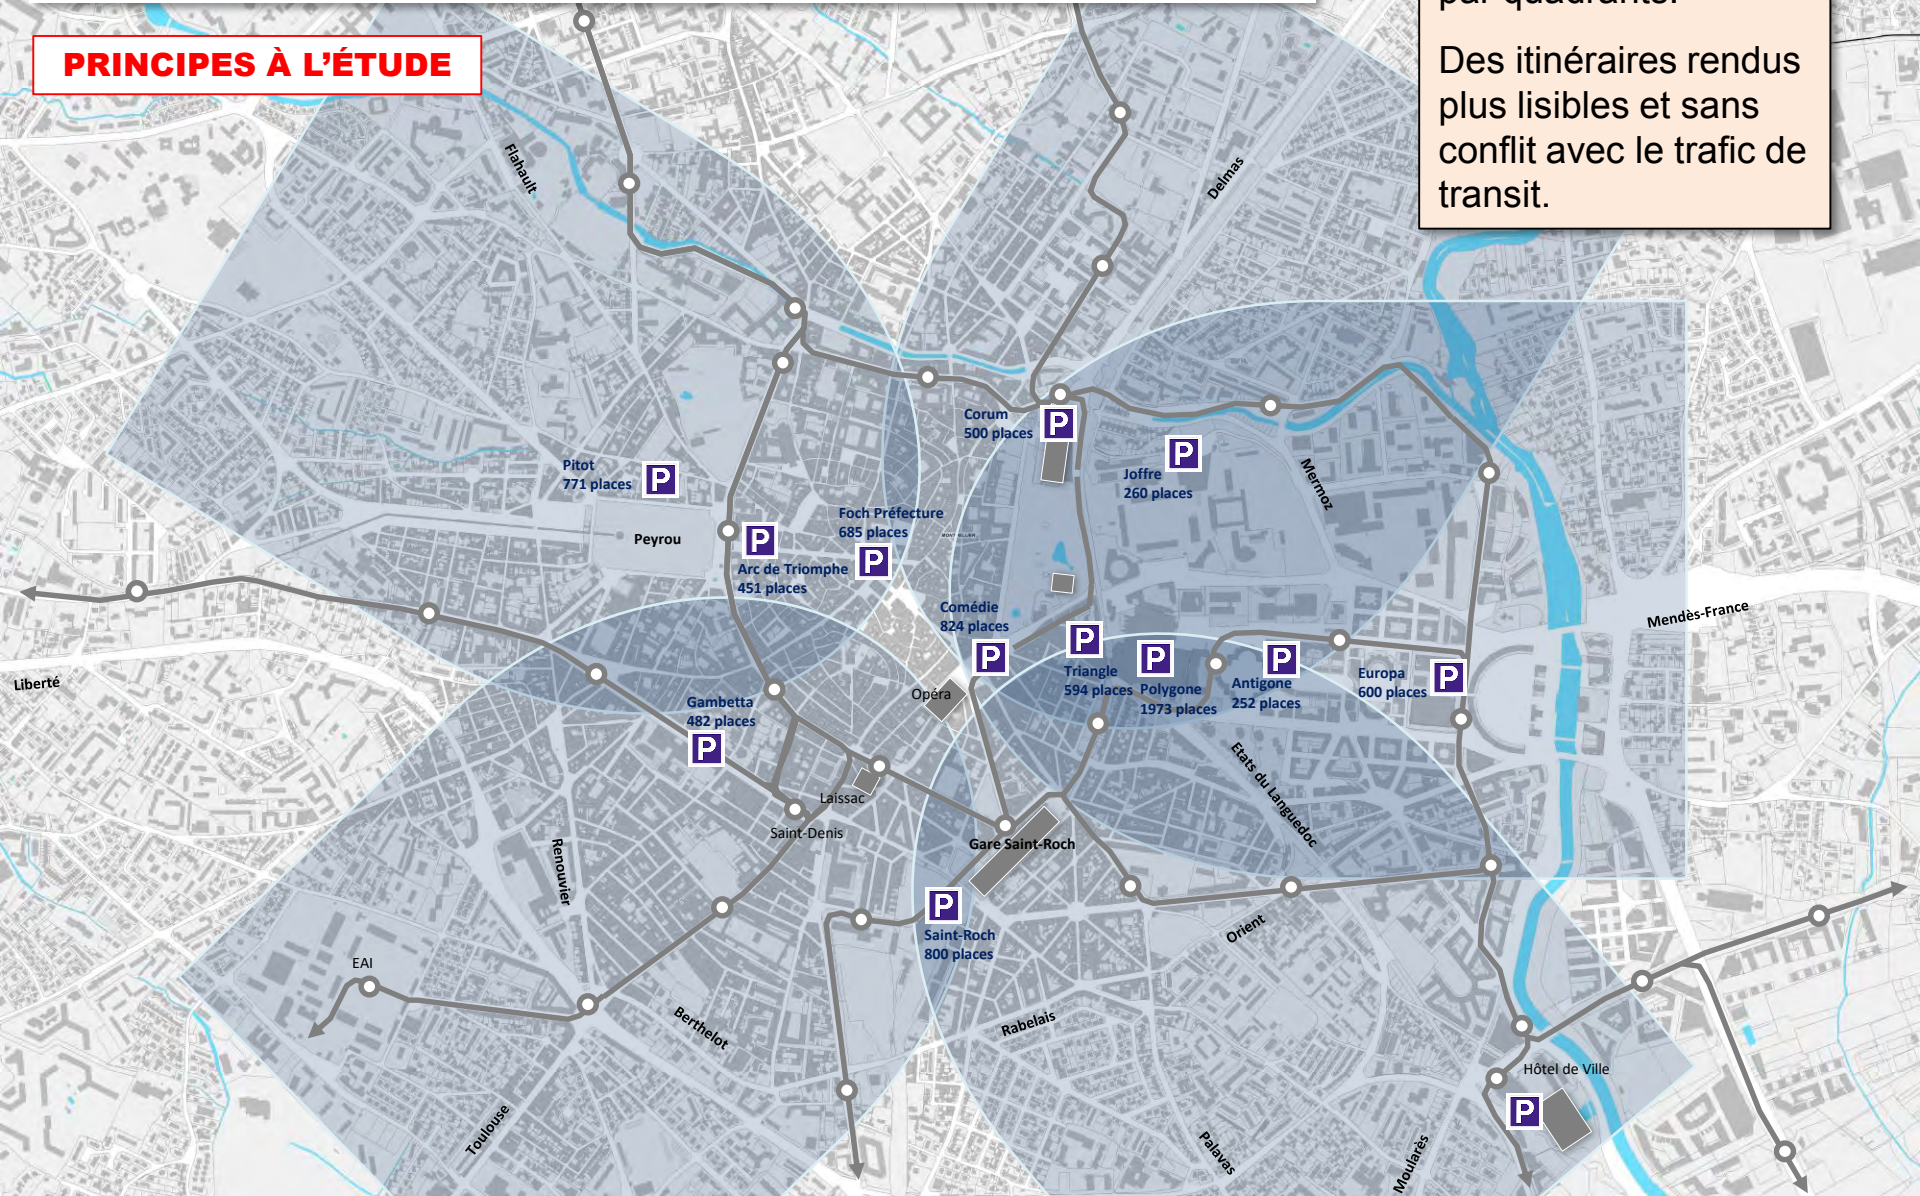 par quadrants.
PRINCIPES À L'ÉTUDE
Des itinéraires rendus
plus lisibles et sans
conflit avec le trafic de
transit.
Flahault
Delmas
Corum
500 places
Joffre
260 places
Mermoz
Pitot
771 places
Foch Préfecture
685 places
Peyrou
MONTPELLIER
Arc de Triomphe
451 places
Comédie
824 places
Mendès-France
Liberté
Triangle
594 places
Polygone
1973 places
Antigone
252 places
Europa
600 places
Opéra
Gambetta
482 places
Etats du Languedoc
Laissac
Saint-Denis
Gare Saint-Roch
Renouvier
Saint-Roch
800 places
Orient
EAI
Berthelot
Rabelais
Hôtel de Ville
Toulouse
Palavas
Moularès
P
P
P
P
P
P
P
P
P
P
P
P
P